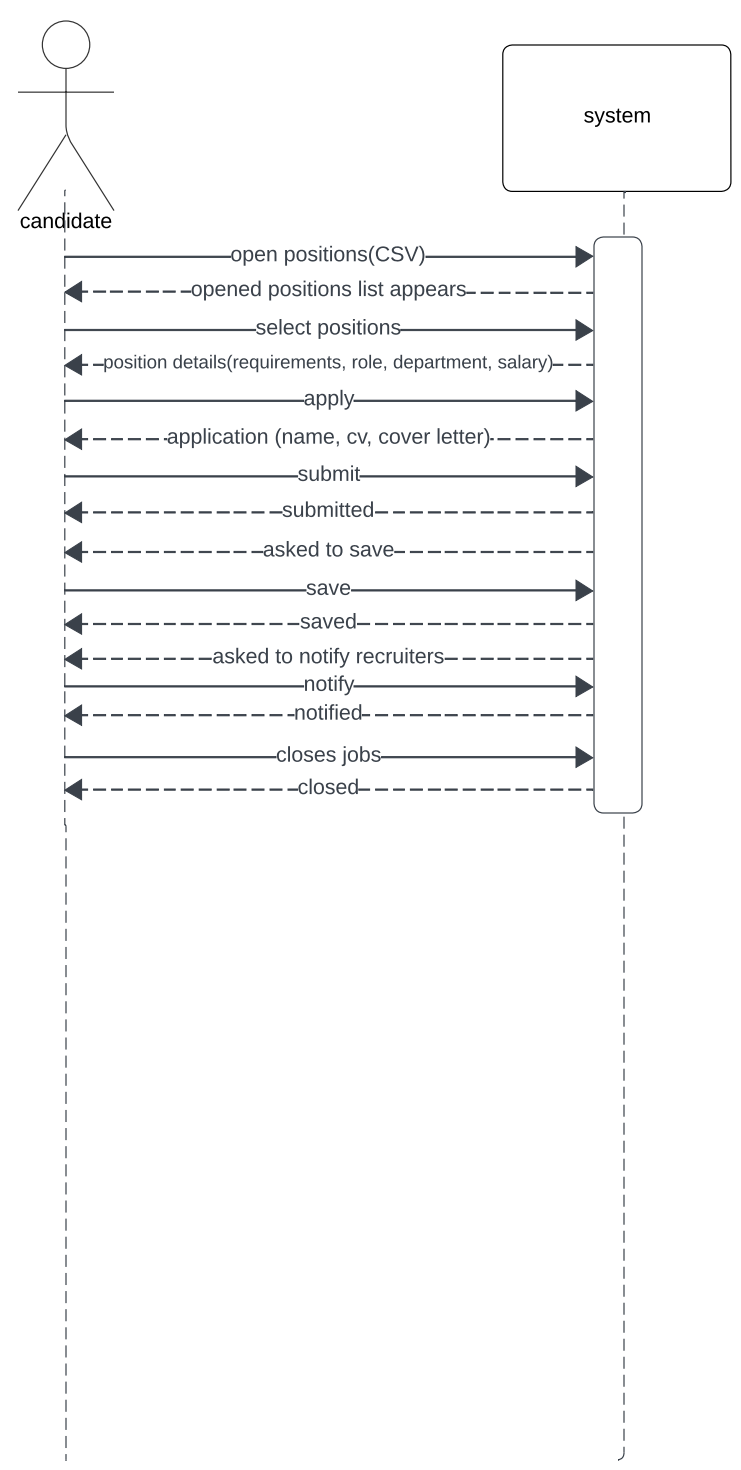 system
candidate
open positions(CSV)
opened positions list appears
select positions
position details(requirements, role, department, salary)
apply
application (name, cv, cover letter)
submit
submitted
asked to save
save
saved
asked to notify recruiters
notify
notified
closes jobs
closed